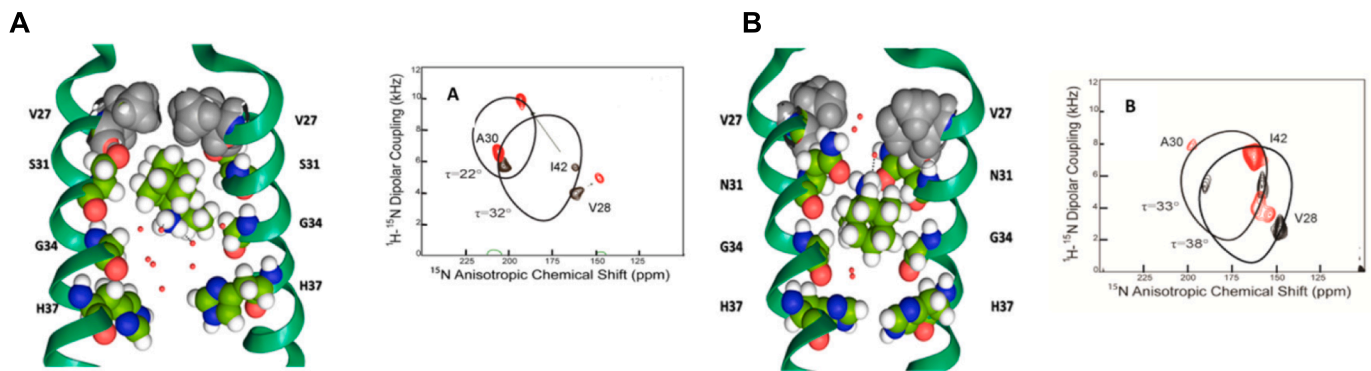 A
V27
V27
S31
S31
G34
G34
H37
H37
¹H-¹⁵N Dipolar Coupling (kHz)
12
10
8
6
4
2
0
A
A30
I42
τ=22°
τ=32°
V28
225
200
175
150
¹⁵N Anisotropic Chemical Shift (ppm)
B
V27
V27
N31
N31
G34
G34
H37
H37
¹H-¹⁵N Dipolar Coupling (kHz)
12
10
8
6
4
2
0
B
A30
I42
τ=33°
V28
τ=38°
225
200
175
150
¹⁵N Anisotropic Chemical Shift (ppm)